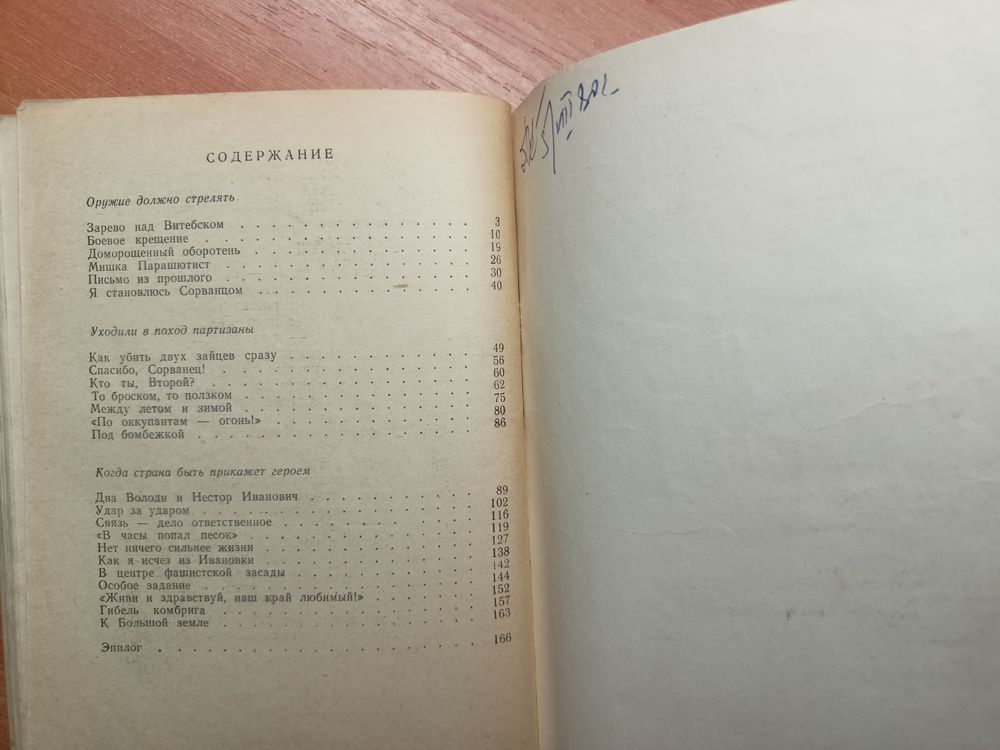 СОДЕРЖАНИЕ
Оружие должно стрелять
Зарево над Витебском . . . . . . . . . . . . . 3
Боевое крещение . . . . . . . . . . . . . 10
Доморощенный оборотень . . . . . . . . . . . . . 19
Мишка Парашютист . . . . . . . . . . . . . 26
Письмо из прошлого . . . . . . . . . . . . . 30
Я становлюсь Сорванцом . . . . . . . . . . . . . 40
Уходили в поход партизаны
Как убить двух зайцев сразу . . . . . . . . . . 49
Спасибо, Сорванец! . . . . . . . . . . . . . 56
Кто ты, Второй? . . . . . . . . . . . . . 60
То броском, то ползком . . . . . . . . . . . . 62
Между летом и зимой . . . . . . . . . . . . 75
«По оккупантам — огонь!» . . . . . . . . . . . 80
Под бомбежкой . . . . . . . . . . . . . 86
Когда страна быть прикажет героем
Два Володи и Нестор Иванович . . . . . . . . . 89
Удар за ударом . . . . . . . . . . . . . 102
Связь — дело ответственное . . . . . . . . . . 116
«В часы попал песок» . . . . . . . . . . . . 119
Нет ничего сильнее жизни . . . . . . . . . . . 127
Как я исчез из Ивановки . . . . . . . . . . . 138
В центре фашистской засады . . . . . . . . . . 142
Особое задание . . . . . . . . . . . . . 144
«Живи и здравствуй, наш край любимый!» . . . . . . 152
Гибель комбрига . . . . . . . . . . . . . 157
К Большой земле . . . . . . . . . . . . . 163
Эпилог . . . . . . . . . . . . . . . 166